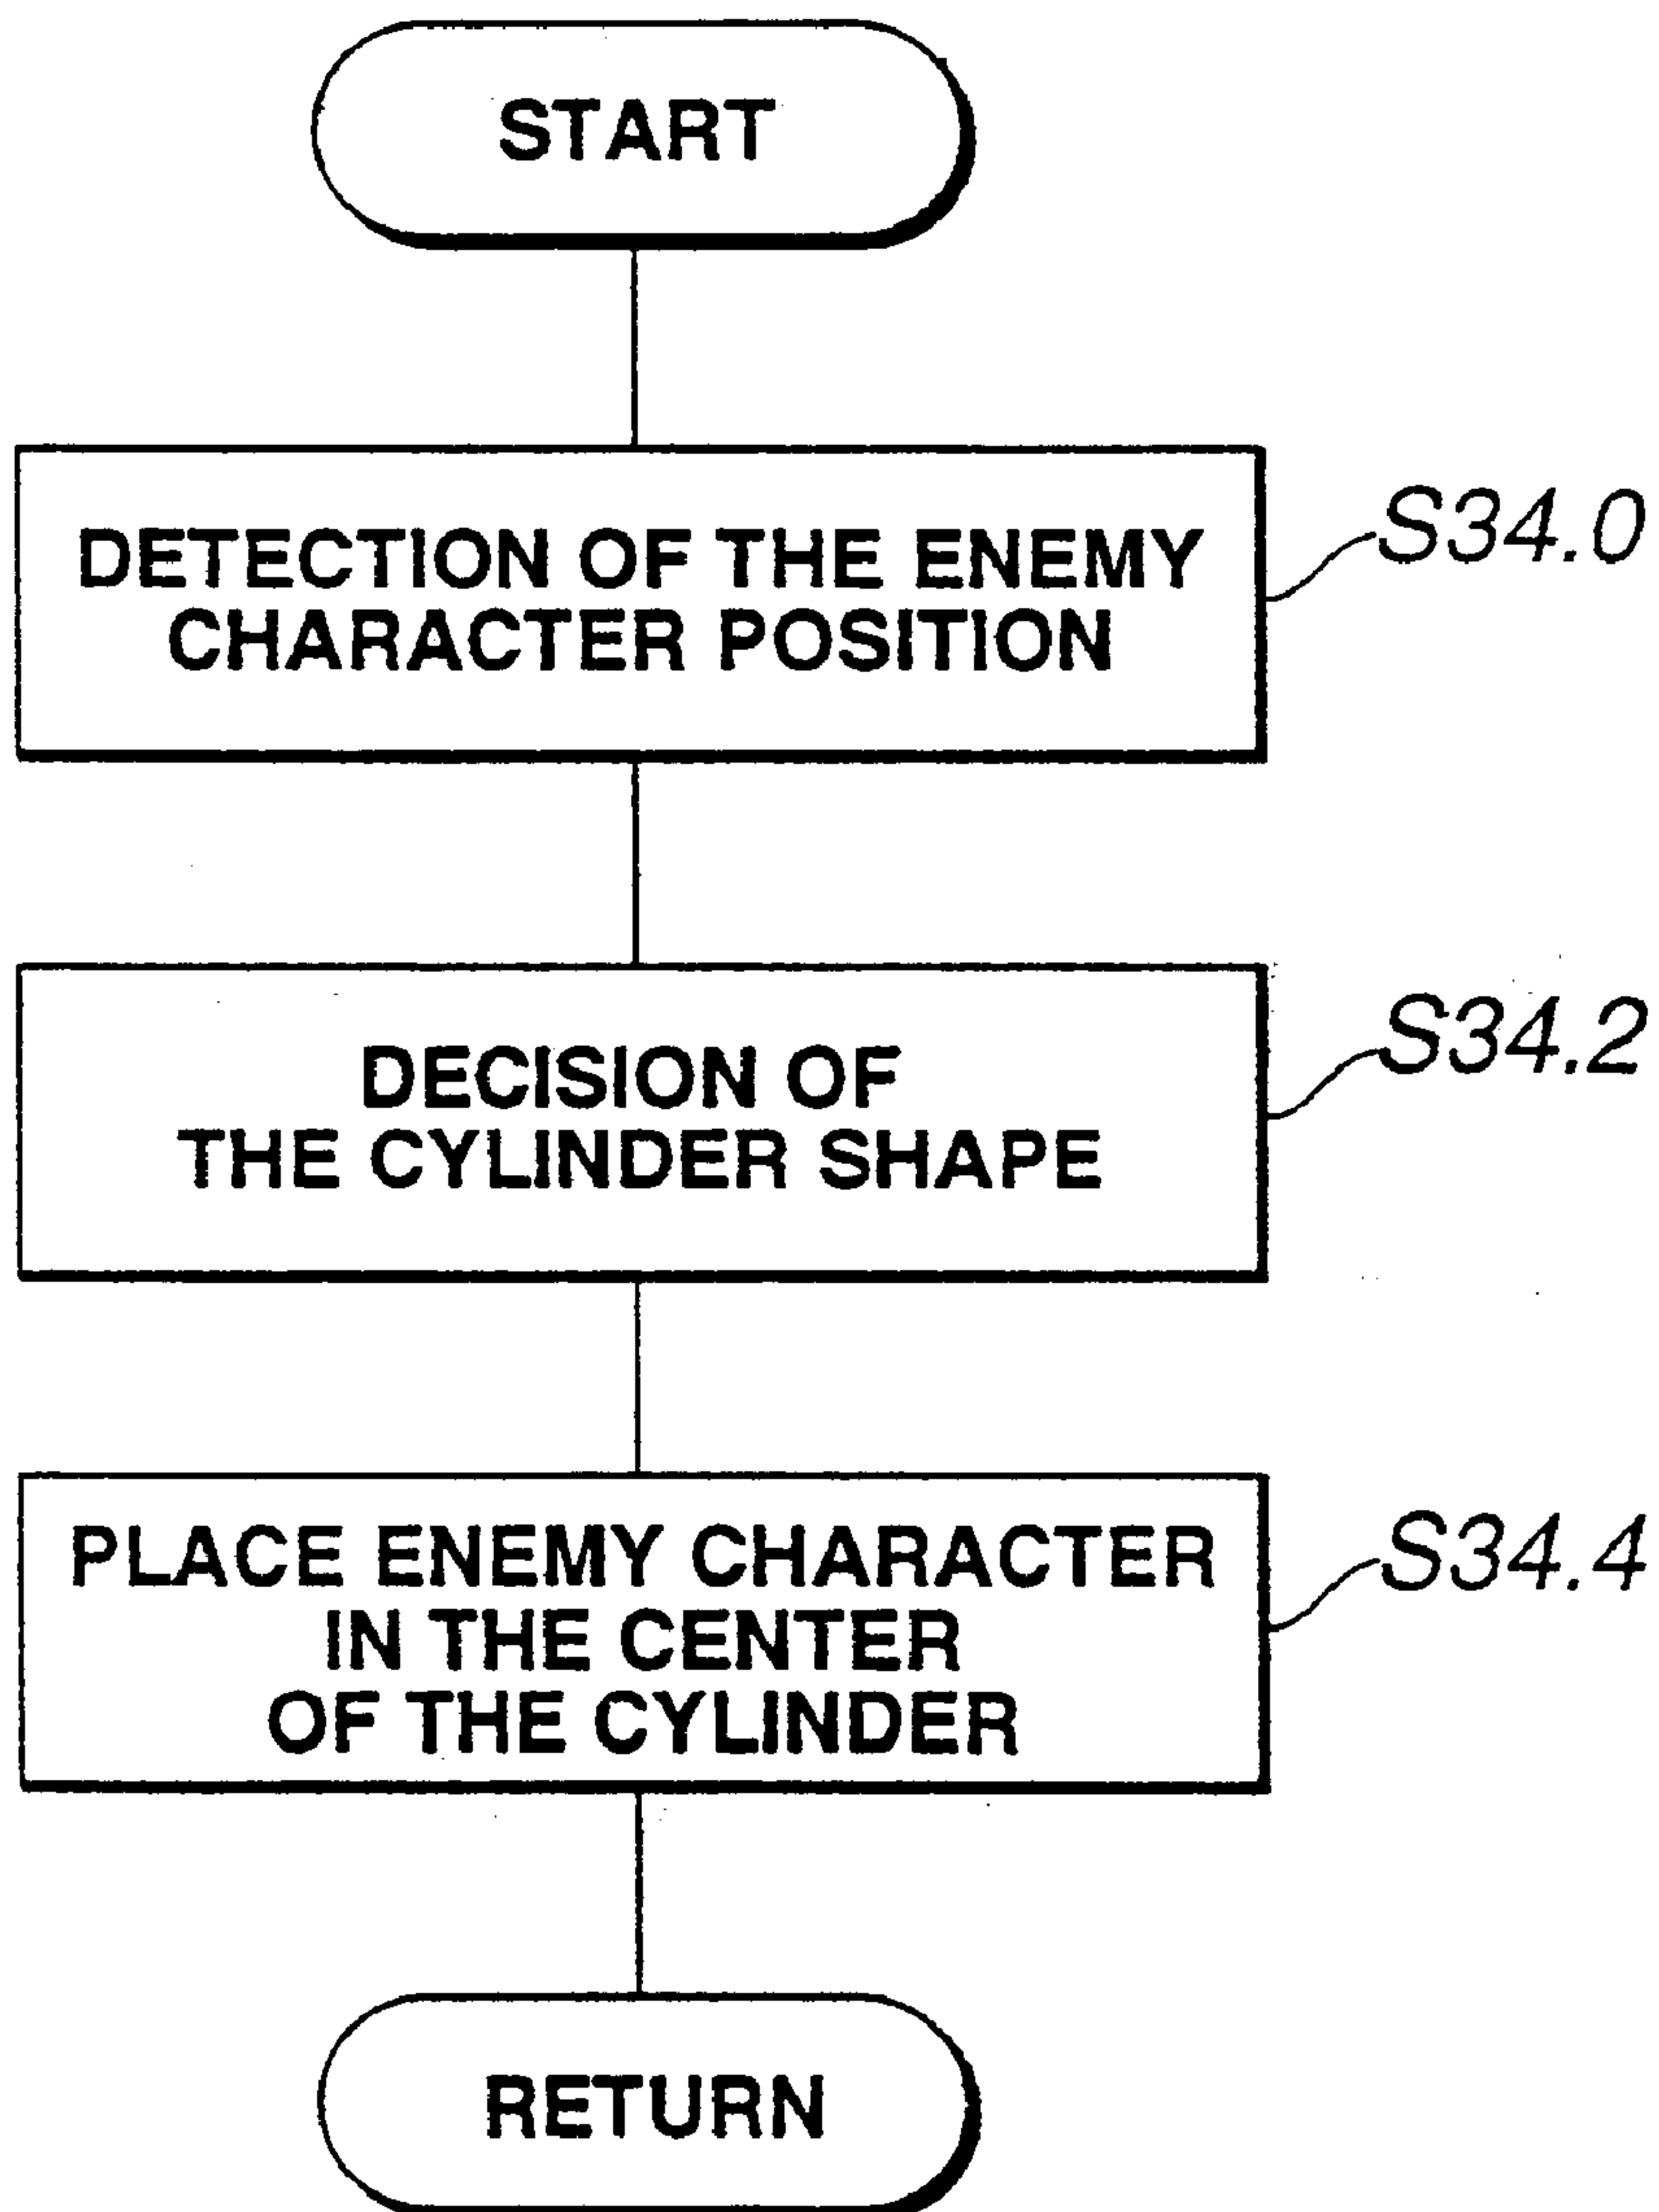 START
DETECTION OF THE ENEMY
CHARACTER POSITION
S34.0
DECISION OF
THE CYLINDER SHAPE
S34.2
PLACE ENEMY CHARACTER
IN THE CENTER
OF THE CYLINDER
S34.4
RETURN